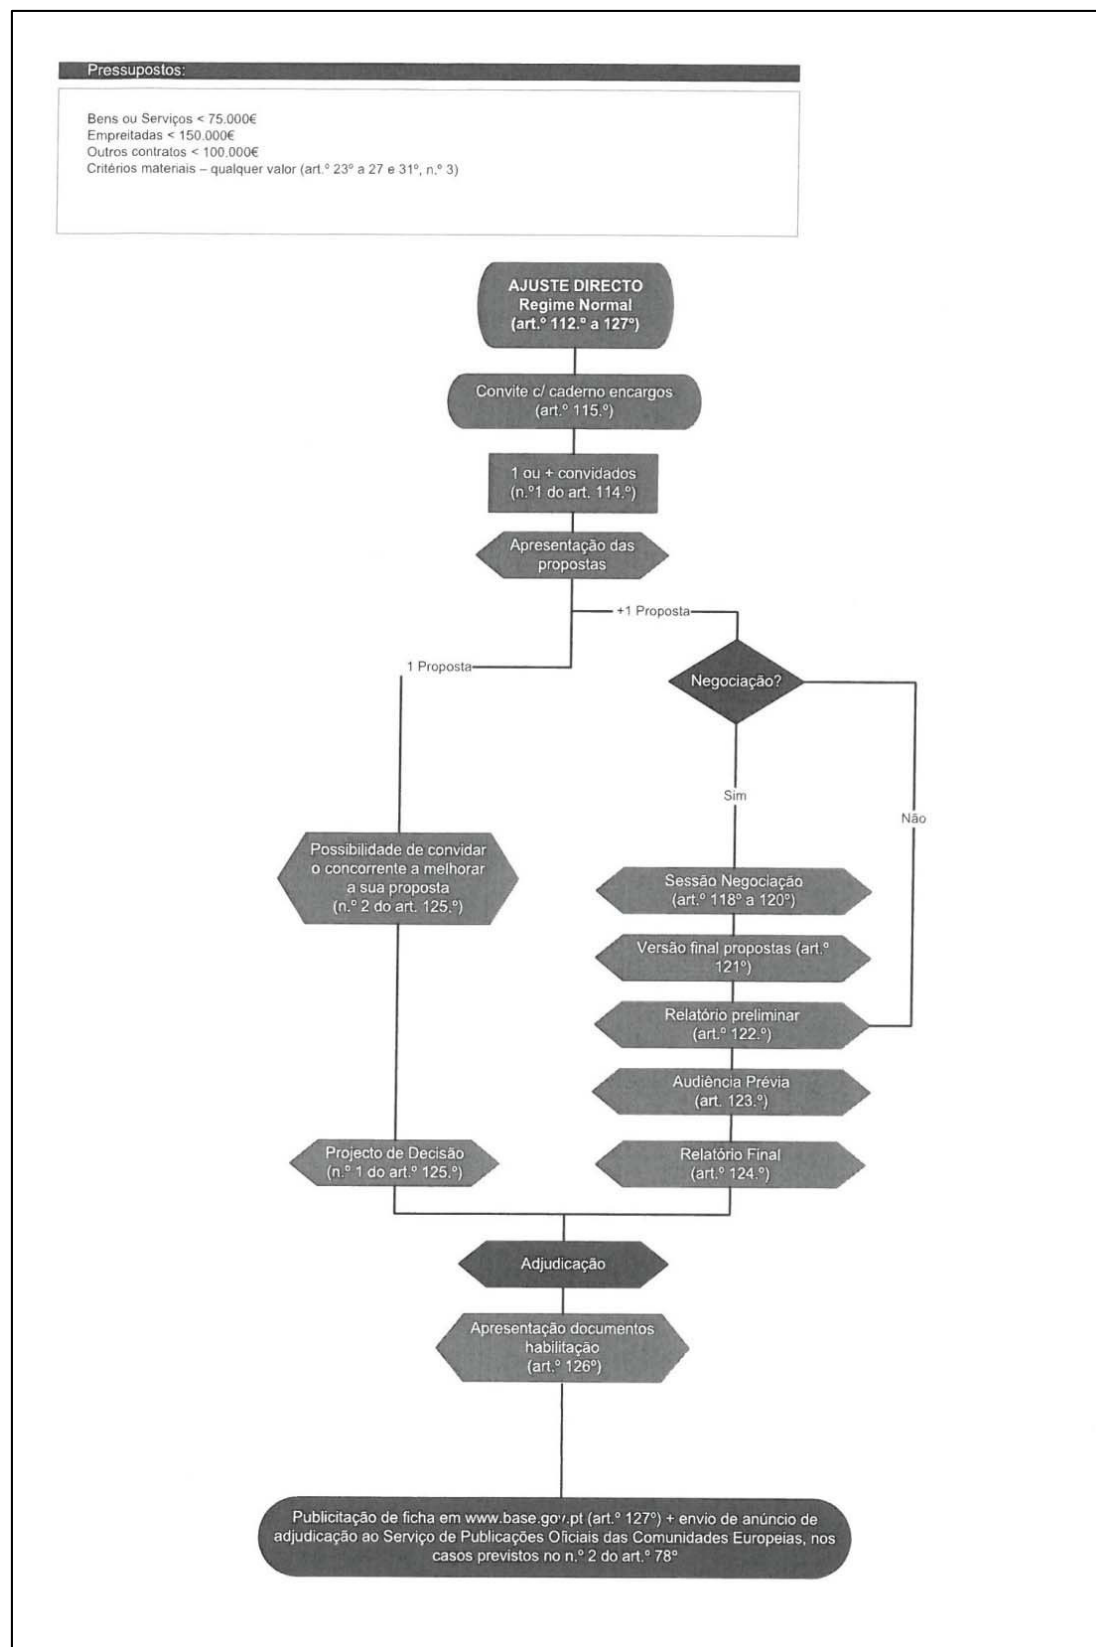 Pressupostos:
Bens ou Serviços < 75.000€
Empreitadas < 150.000€
Outros contratos < 100.000€
Critérios materiais – qualquer valor (art.º 23º a 27 e 31º, n.º 3)
AJUSTE DIRECTO
Regime Normal
(art.º 112.º a 127º)
Convite c/ caderno encargos
(art.º 115.º)
1 ou + convidados
(n.º1 do art. 114.º)
Apresentação das
propostas
+1 Proposta
1 Proposta
Negociação?
Sim
Não
Possibilidade de convidar
o concorrente a melhorar
a sua proposta
(n.º 2 do art. 125.º)
Sessão Negociação
(art.º 118º a 120º)
Versão final propostas (art.º
121º)
Relatório preliminar
(art.º 122.º)
Audiência Prévia
(art. 123.º)
Projecto de Decisão
(n.º 1 do art.º 125.º)
Relatório Final
(art.º 124.º)
Adjudicação
Apresentação documentos
habilitação
(art.º 126º)
Publicitação de ficha em www.base.gov.pt (art.º 127º) + envio de anúncio de
adjudicação ao Serviço de Publicações Oficiais das Comunidades Europeias, nos
casos previstos no n.º 2 do art.º 78º